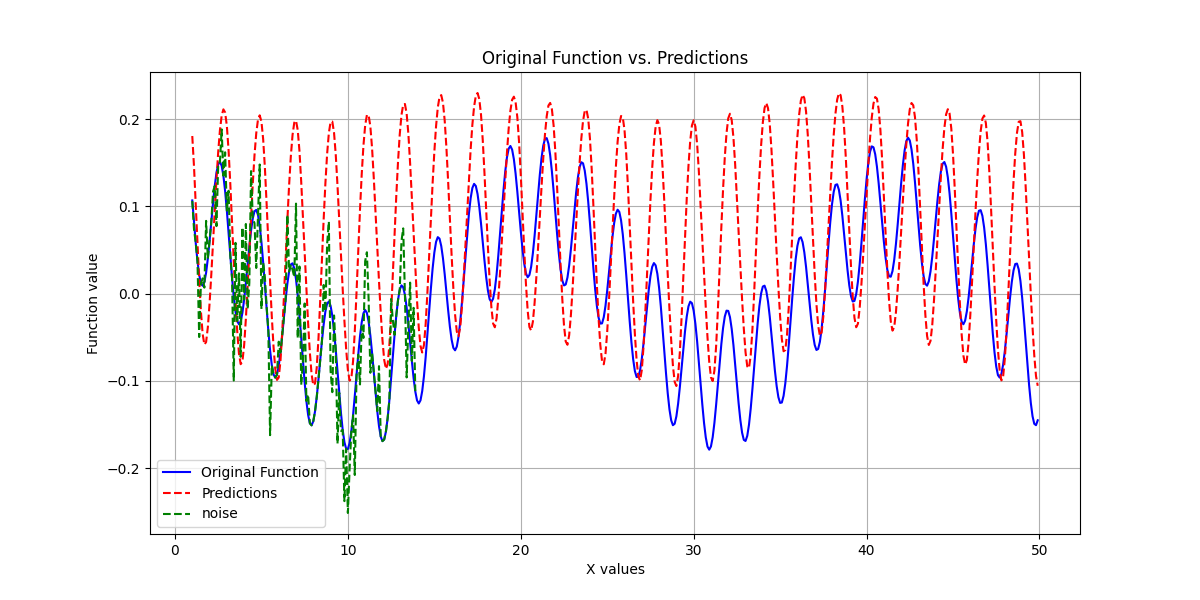 Original Function vs. Predictions
Function value
0.2
0.1
0.0
−0.1
−0.2
Original Function
Predictions
noise
0
10
20
30
40
50
X values